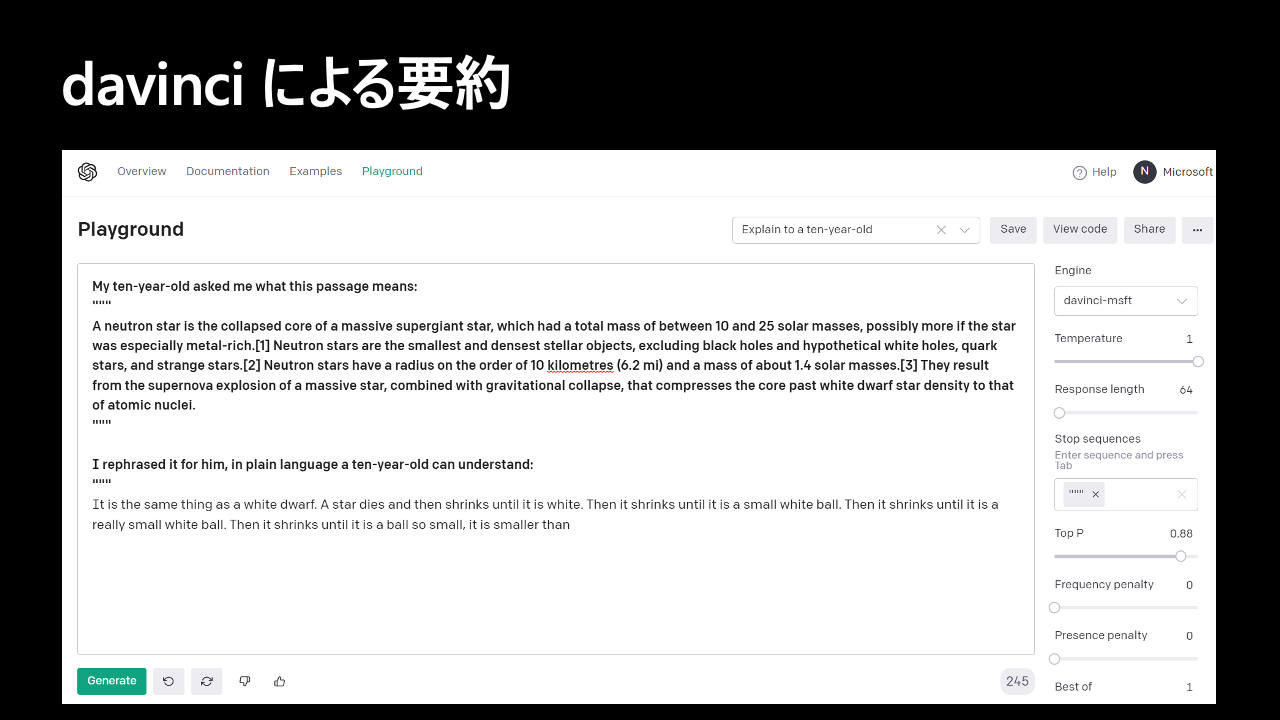 davinci による要約
Overview Documentation Examples Playground Help N Microsoft
Playground Explain to a ten-year-old Save View code Share ...
My ten-year-old asked me what this passage means:
"""
A neutron star is the collapsed core of a massive supergiant star, which had a total mass of between 10 and 25 solar masses, possibly more if the star
was especially metal-rich.[1] Neutron stars are the smallest and densest stellar objects, excluding black holes and hypothetical white holes, quark
stars, and strange stars.[2] Neutron stars have a radius on the order of 10 kilometres (6.2 mi) and a mass of about 1.4 solar masses.[3] They result
from the supernova explosion of a massive star, combined with gravitational collapse, that compresses the core past white dwarf star density to that
of atomic nuclei.
"""
I rephrased it for him, in plain language a ten-year-old can understand:
"""
It is the same thing as a white dwarf. A star dies and then shrinks until it is white. Then it shrinks until it is a small white ball. Then it shrinks until it is a
really small white ball. Then it shrinks until it is a ball so small, it is smaller than
Generate 245
Engine
davinci-msft
Temperature 1
Response length 64
Stop sequences
Enter sequence and press
Tab
""" ×
Top P 0.88
Frequency penalty 0
Presence penalty 0
Best of 1